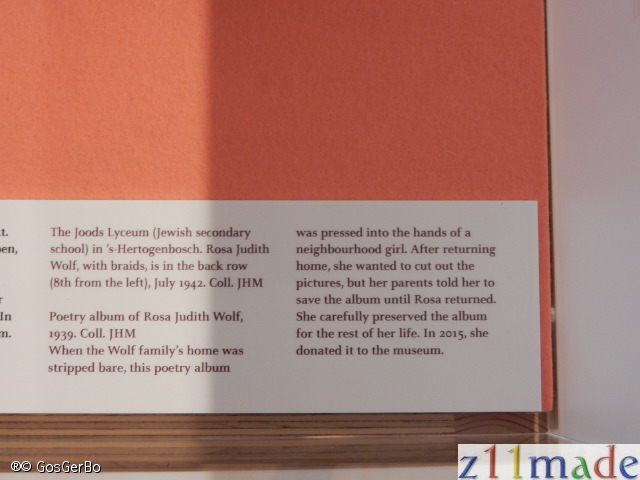 t.
en,
r
In
m.
The Joods Lyceum (Jewish secondary
school) in 's-Hertogenbosch. Rosa Judith
Wolf, with braids, is in the back row
(8th from the left), July 1942. Coll. JHM
Poetry album of Rosa Judith Wolf,
1939. Coll. JHM
When the Wolf family's home was
stripped bare, this poetry album
was pressed into the hands of a
neighbourhood girl. After returning
home, she wanted to cut out the
pictures, but her parents told her to
save the album until Rosa returned.
She carefully preserved the album
for the rest of her life. In 2015, she
donated it to the museum.
®© GosGerBo
z11made